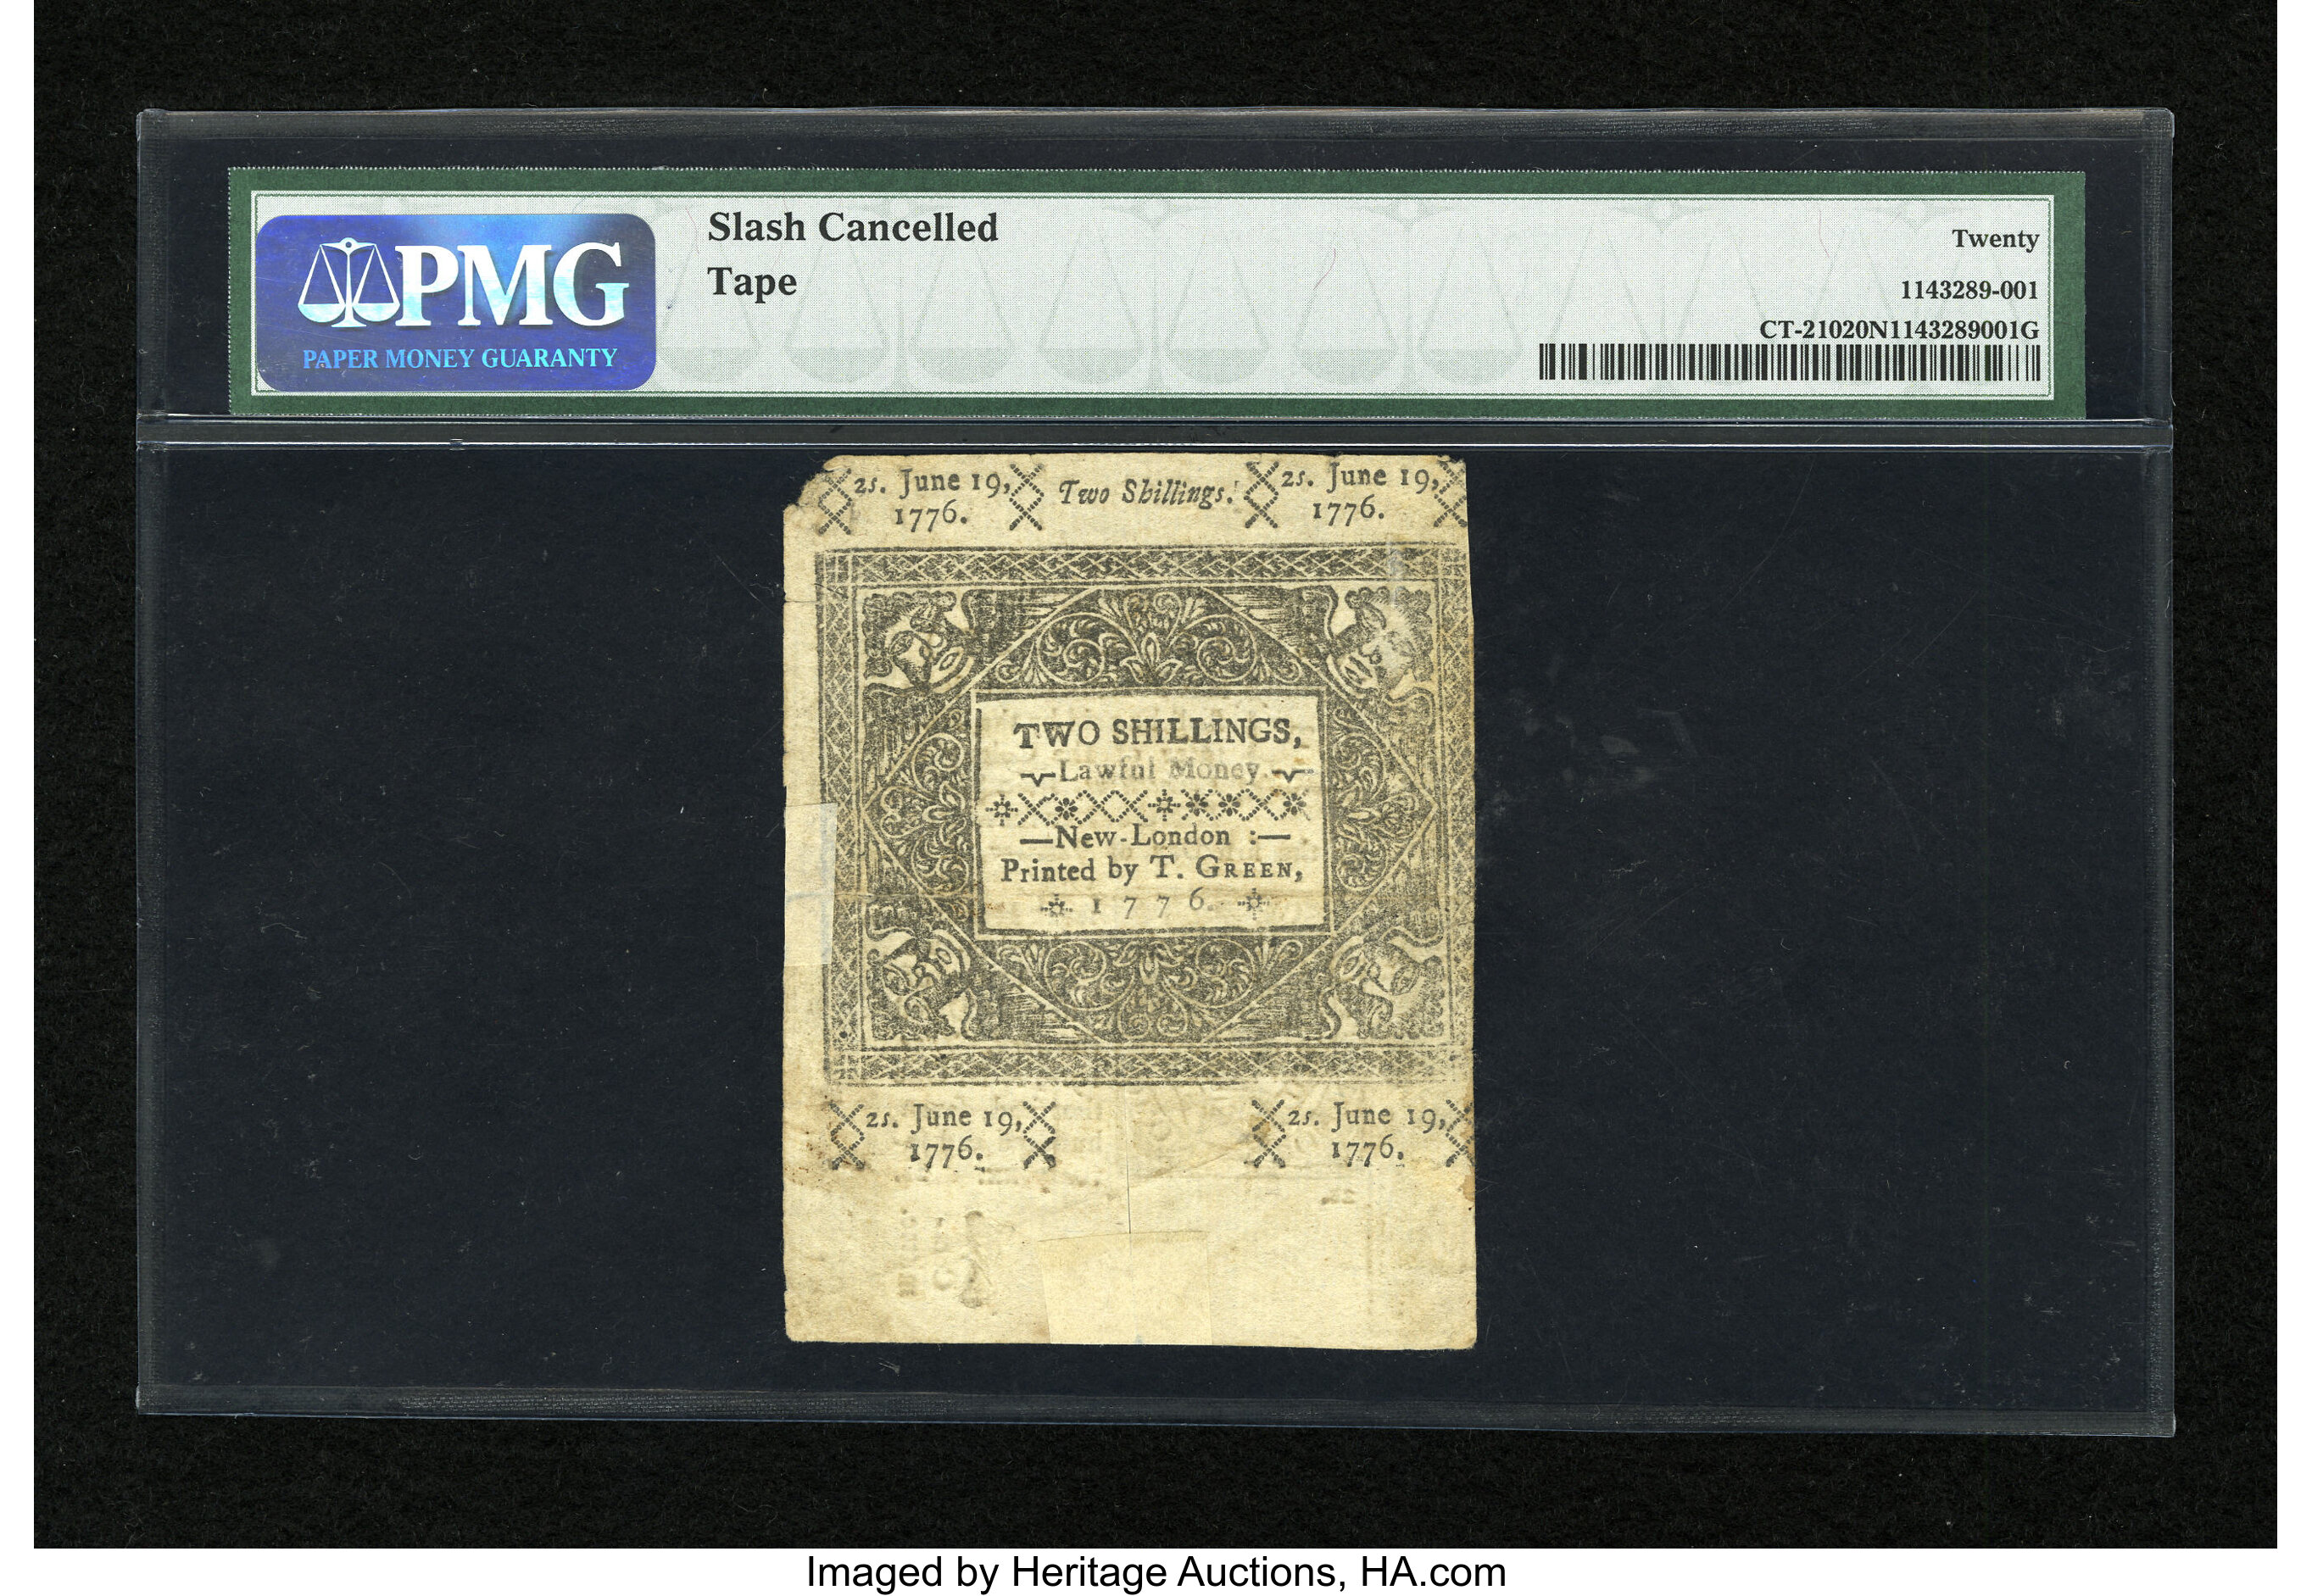 PMG
PAPER MONEY GUARANTY
Slash Cancelled
Tape
Twenty
1143289-001
CT-21020N1143289001G
2s. June 19, 1776.
Two Shillings.
2s. June 19, 1776.
TWO SHILLINGS,
Lawful Money.
—New-London :—
Printed by T. GREEN,
1776.
2s. June 19, 1776.
2s. June 19, 1776.
Imaged by Heritage Auctions, HA.com